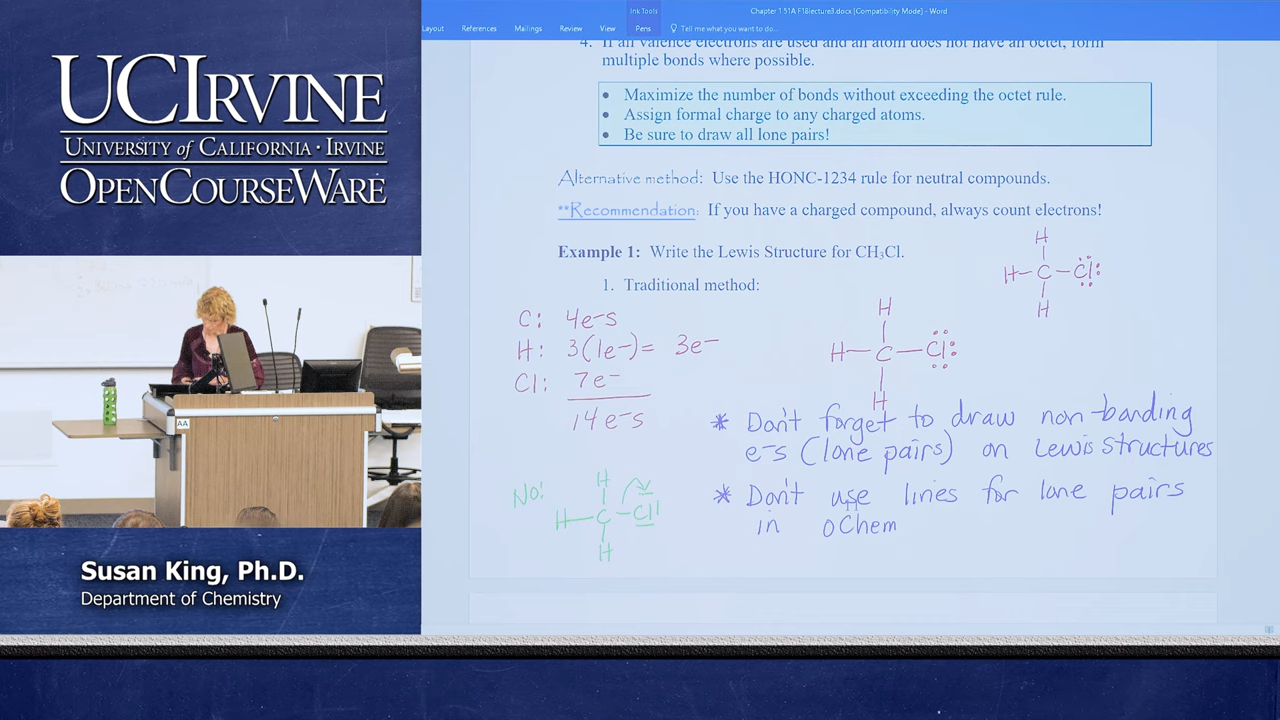 Ink Tools
Chapter 1 51A F18lecture3.docx [Compatibility Mode] - Word
Layout References Mailings Review View Pens Tell me what you want to do...
UCIRVINE
UNIVERSITY of CALIFORNIA · IRVINE
OPENCOURSEWARE
4. If all valence electrons are used and an atom does not have an octet, form
multiple bonds where possible.
• Maximize the number of bonds without exceeding the octet rule.
• Assign formal charge to any charged atoms.
• Be sure to draw all lone pairs!
Alternative method: Use the HONC-1234 rule for neutral compounds.
**Recommendation: If you have a charged compound, always count electrons!
Example 1: Write the Lewis Structure for CH₃Cl.
1. Traditional method:
H
H-C-Cl
H
C: 4e-s
H: 3(1e-)= 3e-
Cl: 7e-
14e-s
H
H-C-Cl
H
* Don't forget to draw non-bonding
e-s (lone pairs) on Lewis structures
* Don't use lines for lone pairs
in oChem
No!
H
H-C-Cl
H
AA
Susan King, Ph.D.
Department of Chemistry